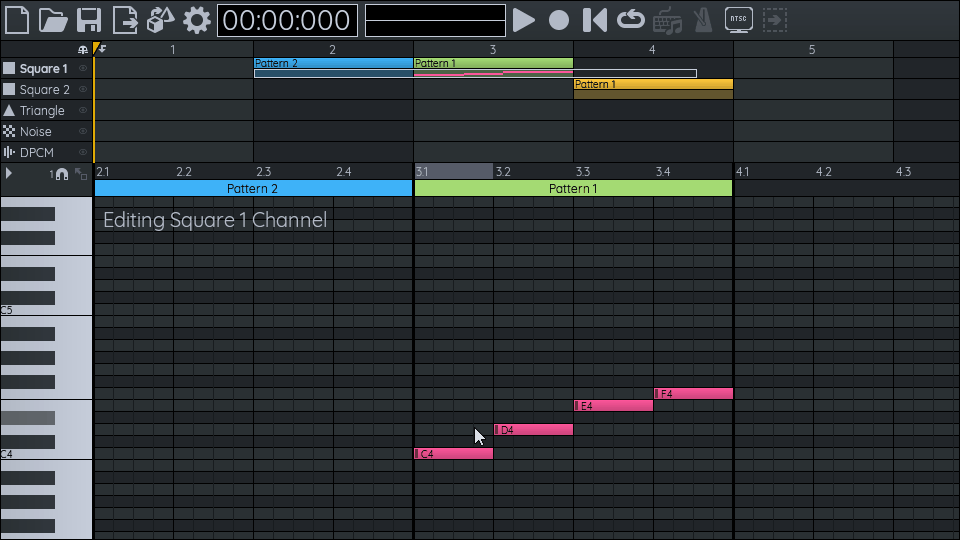 00:00:000
NTSC
1 2 3 4 5
Square 1 Pattern 2 Pattern 1
Square 2 Pattern 1
Triangle
Noise
DPCM
1 2.1 2.2 2.3 2.4 3.1 3.2 3.3 3.4 4.1 4.2 4.3
Pattern 2 Pattern 1
Editing Square 1 Channel
C5
F4
E4
D4
C4 C4